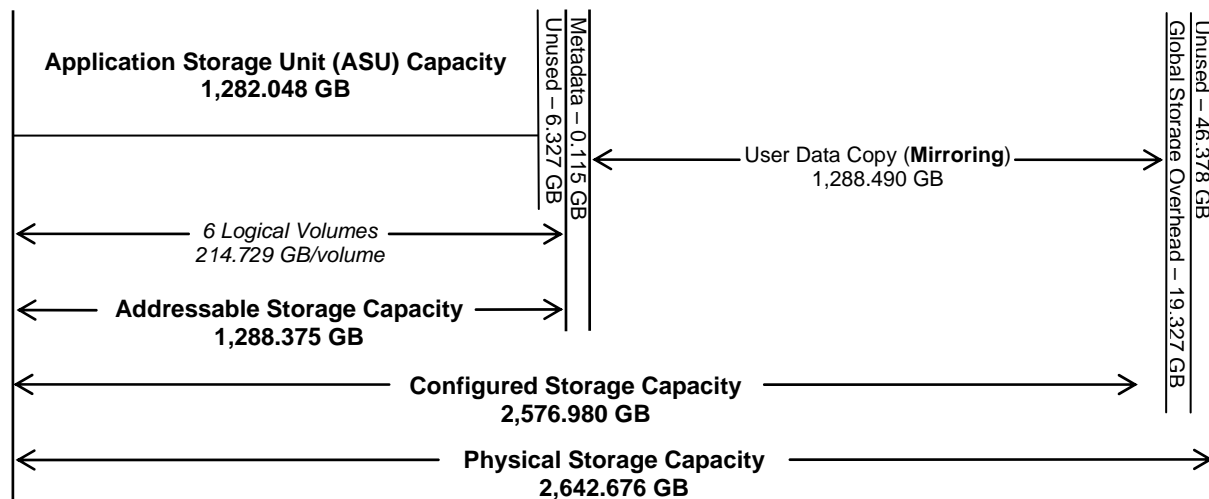 Application Storage Unit (ASU) Capacity
1,282.048 GB
Unused – 6.327 GB
Metadata – 0.115 GB
User Data Copy (Mirroring)
1,288.490 GB
Unused – 46.378 GB
Global Storage Overhead – 19.327 GB
6 Logical Volumes
214.729 GB/volume
Addressable Storage Capacity
1,288.375 GB
Configured Storage Capacity
2,576.980 GB
Physical Storage Capacity
2,642.676 GB